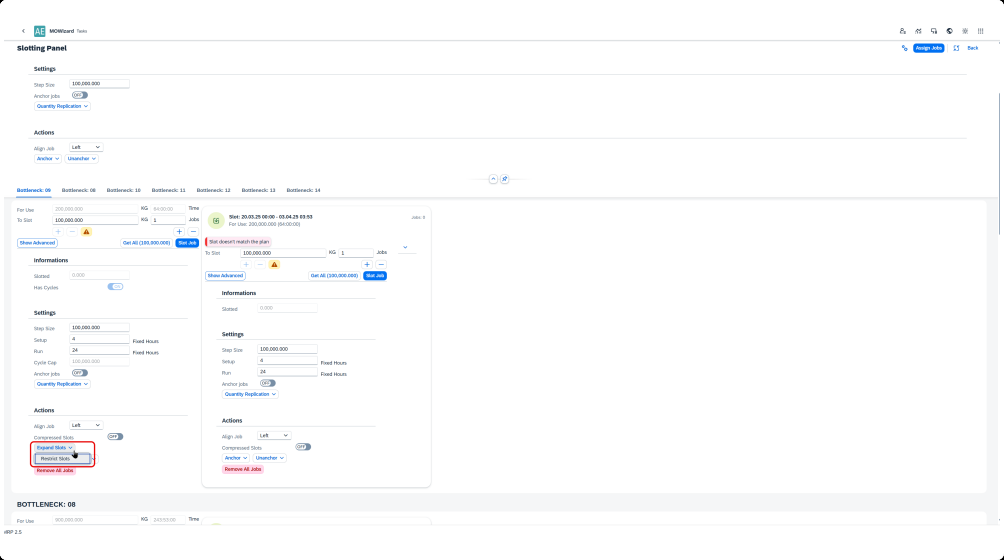 AE MOWizard Tasks
Slotting Panel
Assign Jobs Back
Settings
Step Size 100,000.000
Anchor jobs OFF
Quantity Replication
Actions
Align Job Left
Anchor Unanchor
Bottleneck: 05 Bottleneck: 08 Bottleneck: 10 Bottleneck: 11 Bottleneck: 12 Bottleneck: 13 Bottleneck: 14
For Use 200,000.000 KG 64:00:00 Time
To Slot 100,000.000 KG 1 Jobs
Show Advanced Get All (100,000.000) Slot Job
Informations
Slotted 0.000
Has Cycles
Settings
Step Size 100,000.000
Setup 4 Fixed Hours
Run 24 Fixed Hours
Cycle Cap 100,000.000
Anchor jobs OFF
Quantity Replication
Actions
Align Job Left
Compressed Slots OFF
Expand Slots
Restrict Slots
Remove All Jobs
Slot: 20.03.25 00:00 - 03.04.25 03:53 Jobs: 0
For Use: 200,000.000 (64:00:00)
Slot doesn't match the plan
To Slot 100,000.000 KG 1 Jobs
Show Advanced Get All (100,000.000) Slot Job
Informations
Slotted 0.000
Settings
Step Size 100,000.000
Setup 4 Fixed Hours
Run 24 Fixed Hours
Anchor jobs OFF
Quantity Replication
Actions
Align Job Left
Compressed Slots OFF
Anchor Unanchor
Remove All Jobs
BOTTLENECK: 08
For Use 900,000.000 KG Time